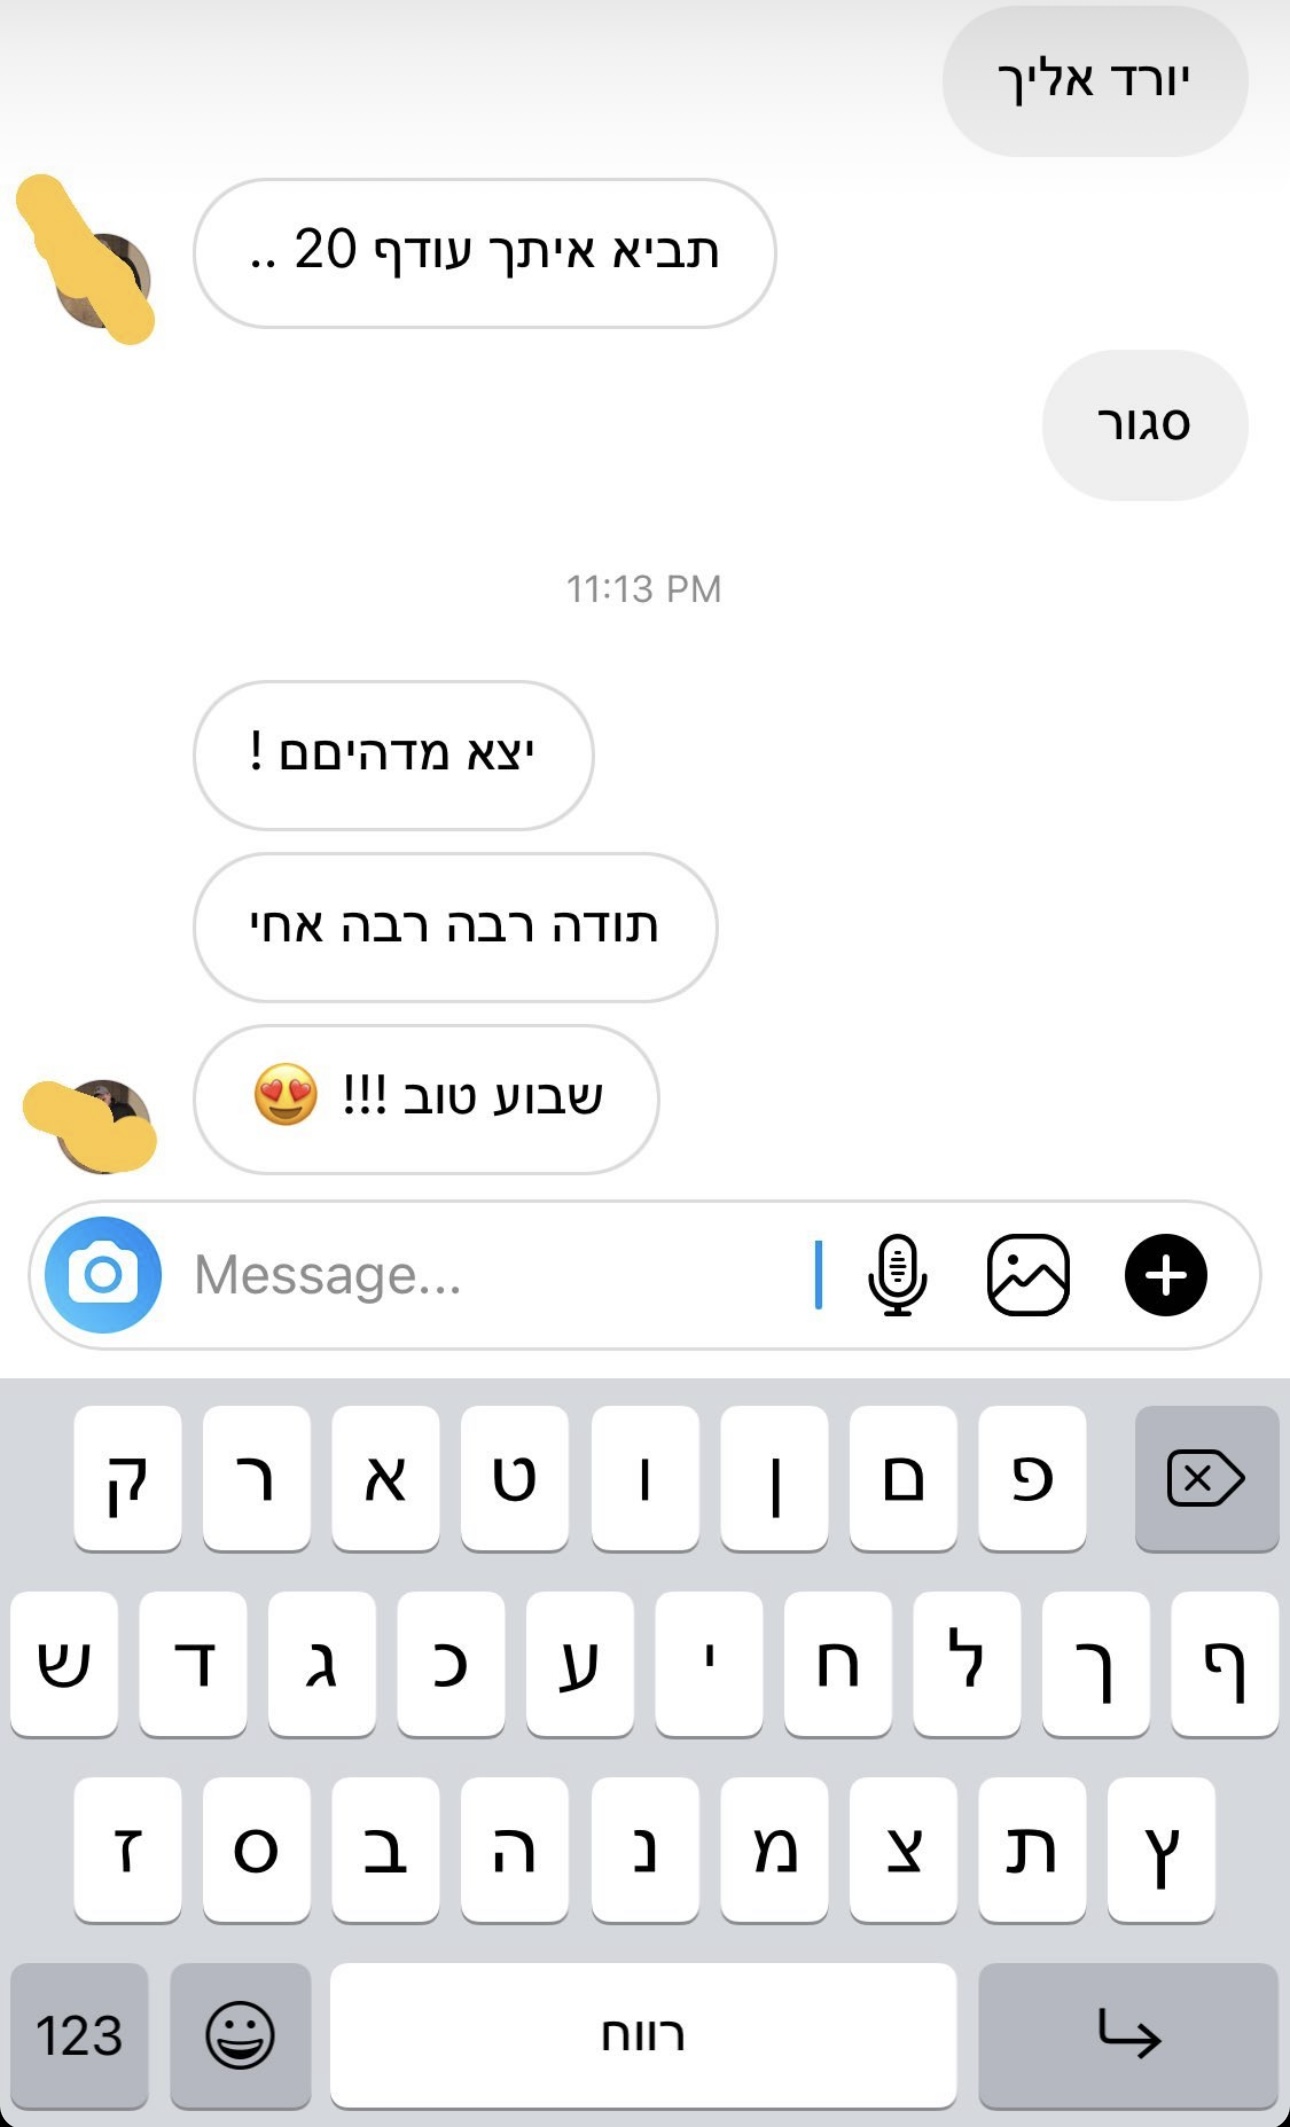 יורד אליך
תביא איתך עודף 20 ..
סגור
11:13 PM
יצא מדהיםם !
תודה רבה רבה אחי
שבוע טוב !!! 😍
Message...
ק ר א ט ו ן ם פ
ש ד ג כ ע י ח ל ך ף
ז ס ב ה נ מ צ ת ץ
123 רווח